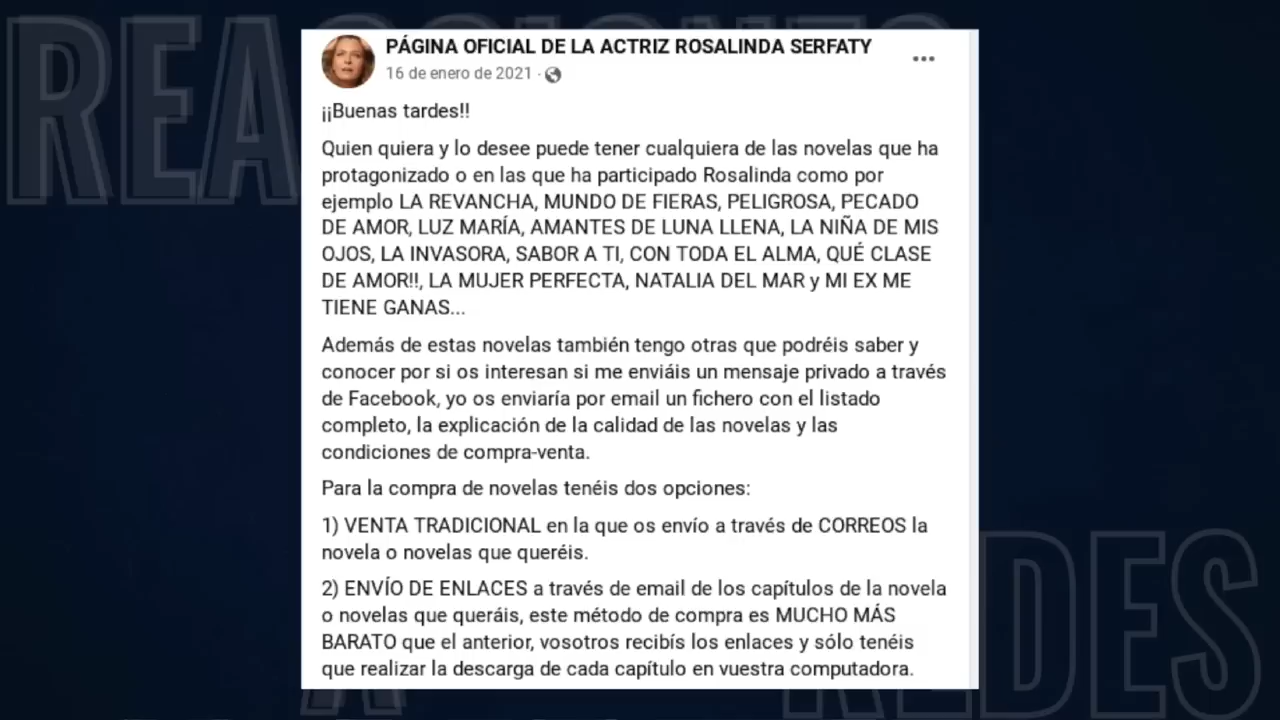 REACCIONES
PÁGINA OFICIAL DE LA ACTRIZ ROSALINDA SERFATY
16 de enero de 2021 ·
¡¡Buenas tardes!!
Quien quiera y lo desee puede tener cualquiera de las novelas que ha
protagonizado o en las que ha participado Rosalinda como por
ejemplo LA REVANCHA, MUNDO DE FIERAS, PELIGROSA, PECADO
DE AMOR, LUZ MARÍA, AMANTES DE LUNA LLENA, LA NIÑA DE MIS
OJOS, LA INVASORA, SABOR A TI, CON TODA EL ALMA, QUÉ CLASE
DE AMOR!!, LA MUJER PERFECTA, NATALIA DEL MAR y MI EX ME
TIENE GANAS...
Además de estas novelas también tengo otras que podréis saber y
conocer por si os interesan si me enviáis un mensaje privado a través
de Facebook, yo os enviaría por email un fichero con el listado
completo, la explicación de la calidad de las novelas y las
condiciones de compra-venta.
Para la compra de novelas tenéis dos opciones:
1) VENTA TRADICIONAL en la que os envío a través de CORREOS la
novela o novelas que queréis.
2) ENVÍO DE ENLACES a través de email de los capítulos de la novela
o novelas que queráis, este método de compra es MUCHO MÁS
BARATO que el anterior, vosotros recibís los enlaces y sólo tenéis
que realizar la descarga de cada capítulo en vuestra computadora.
REDES